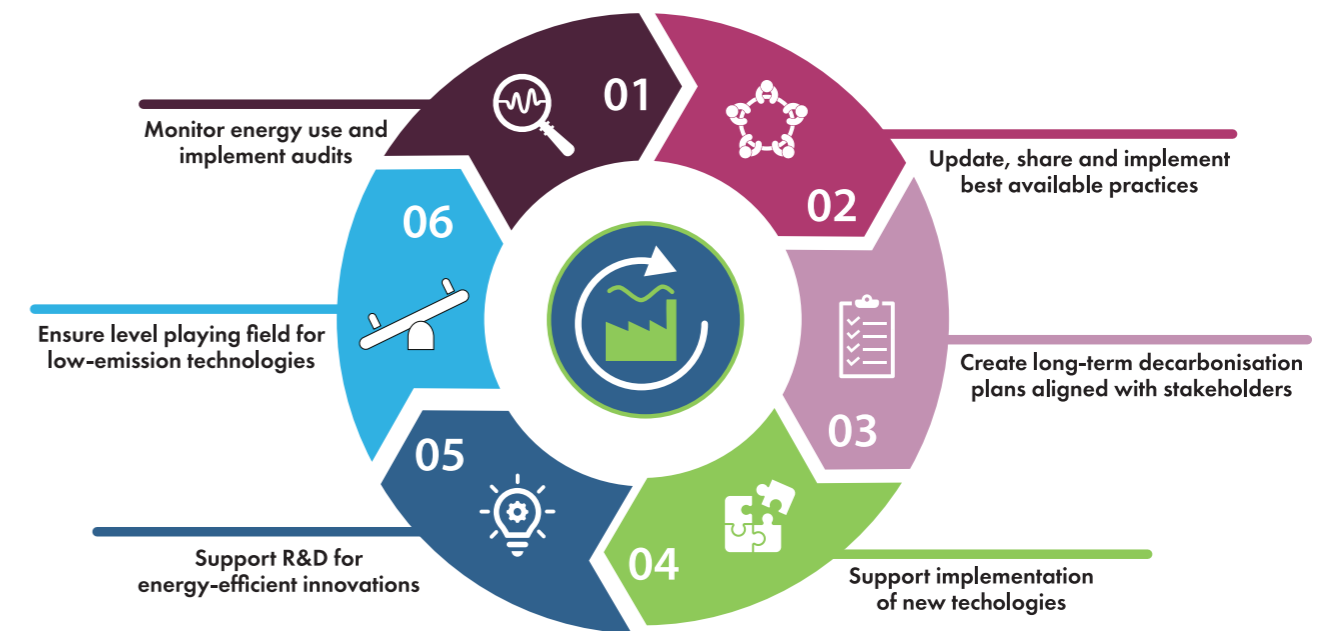 01
Monitor energy use and
implement audits
02
Update, share and implement
best available practices
03
Create long-term decarbonisation
plans aligned with stakeholders
04
Support implementation
of new techologies
05
Support R&D for
energy-efficient innovations
06
Ensure level playing field for
low-emission technologies